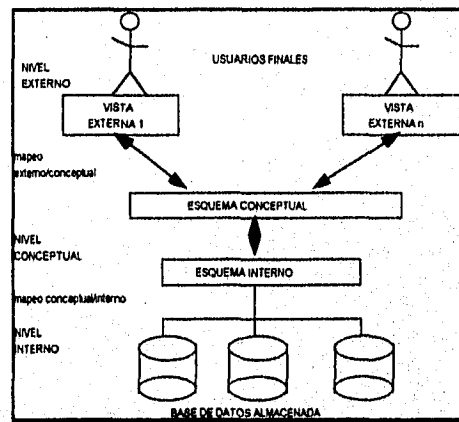 USUARIOS FINALES
NIVEL
EXTERNO
VISTA
EXTERNA 1
VISTA
EXTERNA n
mapeo
externo/conceptual
ESQUEMA CONCEPTUAL
NIVEL
CONCEPTUAL
ESQUEMA INTERNO
mapeo conceptual/interno
NIVEL
INTERNO
BASE DE DATOS ALMACENADA